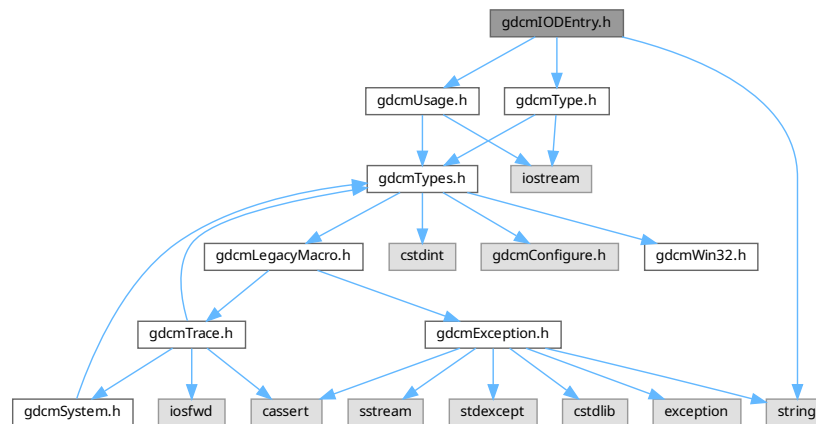 gdcmIODEntry.h
gdcmUsage.h
gdcmType.h
gdcmTypes.h
iostream
gdcmLegacyMacro.h
cstdint
gdcmConfigure.h
gdcmWin32.h
gdcmTrace.h
gdcmException.h
gdcmSystem.h
iosfwd
cassert
sstream
stdexcept
cstdlib
exception
string